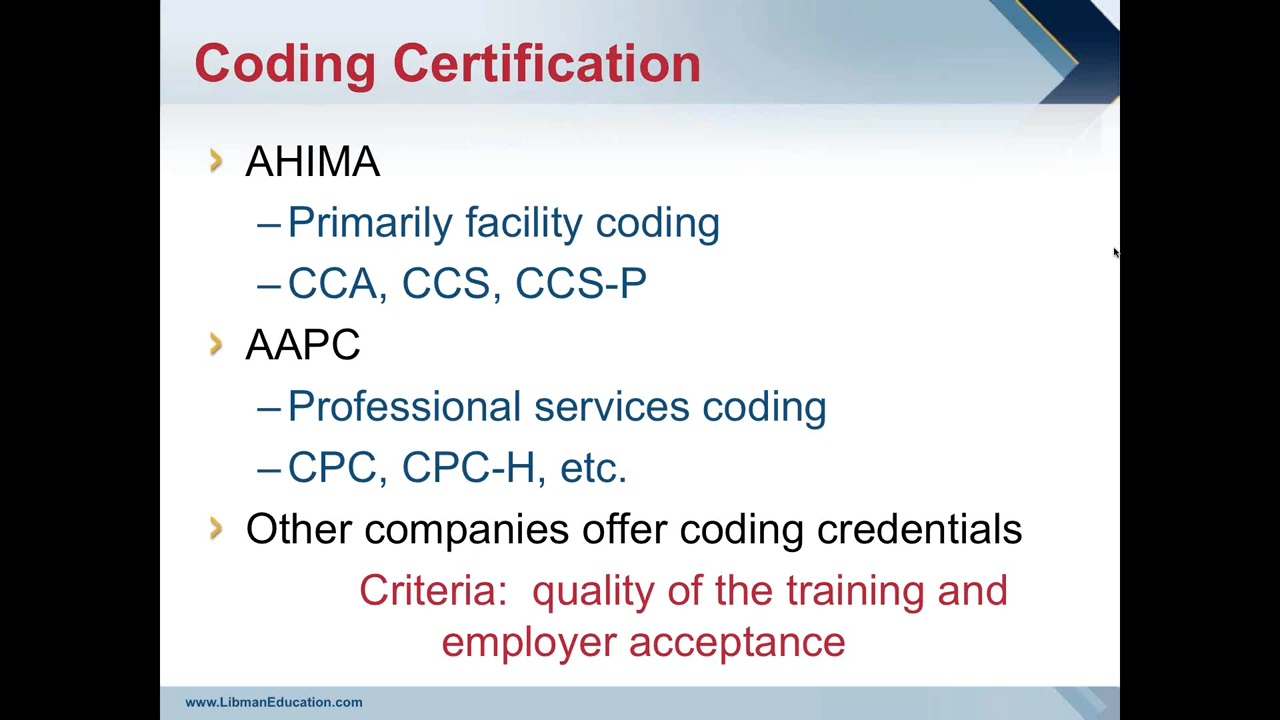 Coding Certification
AHIMA
–Primarily facility coding
–CCA, CCS, CCS-P
AAPC
–Professional services coding
–CPC, CPC-H, etc.
Other companies offer coding credentials
Criteria:  quality of the training and
employer acceptance
www.LibmanEducation.com